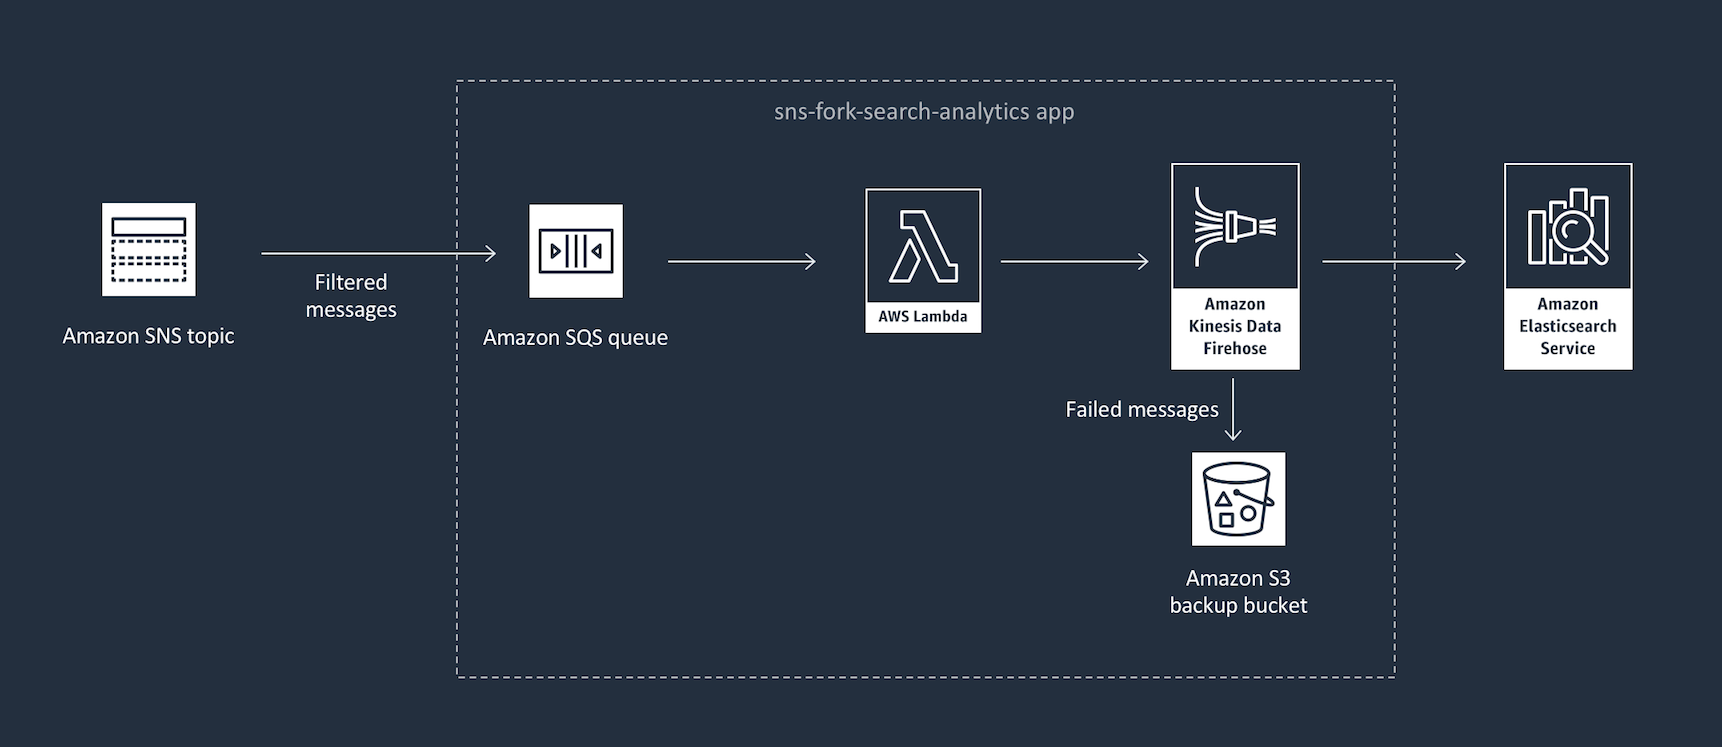 sns-fork-search-analytics app
Amazon SNS topic
Filtered
messages
Amazon SQS queue
AWS Lambda
Amazon
Kinesis Data
Firehose
Amazon
Elasticsearch
Service
Failed messages
Amazon S3
backup bucket